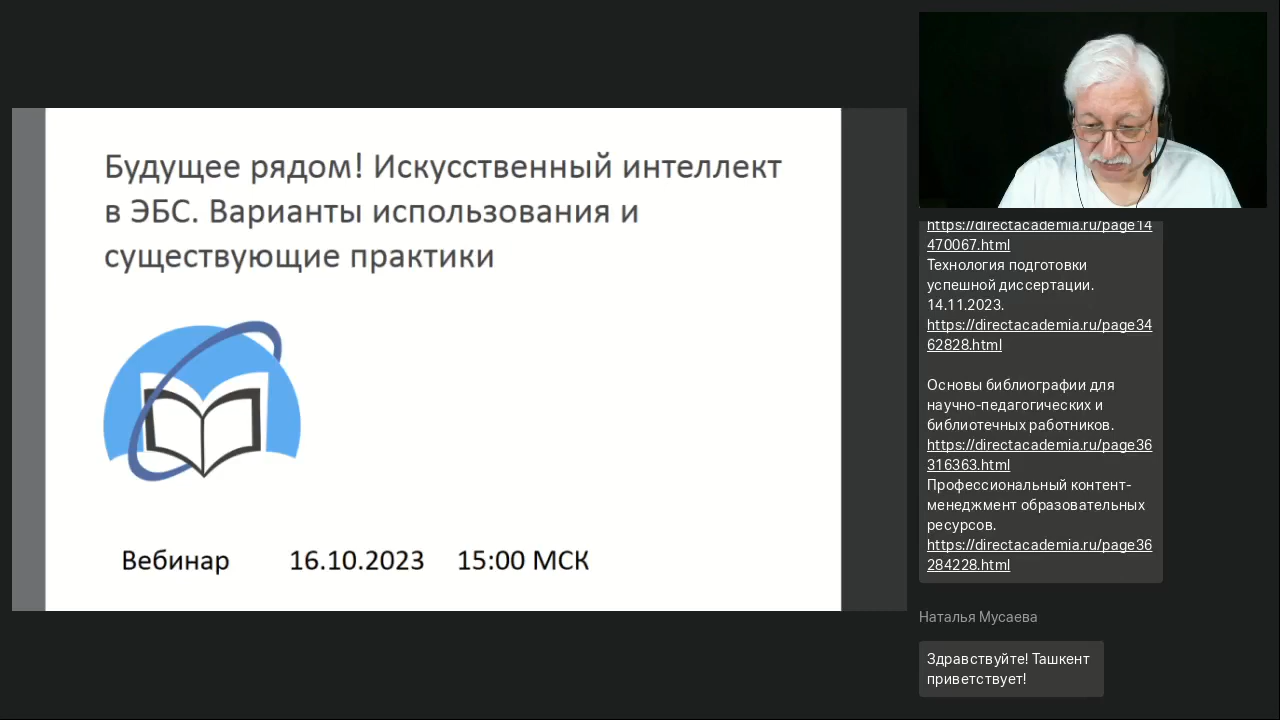 Будущее рядом! Искусственный интеллект
в ЭБС. Варианты использования и
существующие практики
Вебинар 16.10.2023 15:00 МСК
https://directacademia.ru/page14
470067.html
Технология подготовки
успешной диссертации.
14.11.2023.
https://directacademia.ru/page34
62828.html
Основы библиографии для
научно-педагогических и
библиотечных работников.
https://directacademia.ru/page36
316363.html
Профессиональный контент-
менеджмент образовательных
ресурсов.
https://directacademia.ru/page36
284228.html
Наталья Мусаева
Здравствуйте! Ташкент
приветствует!